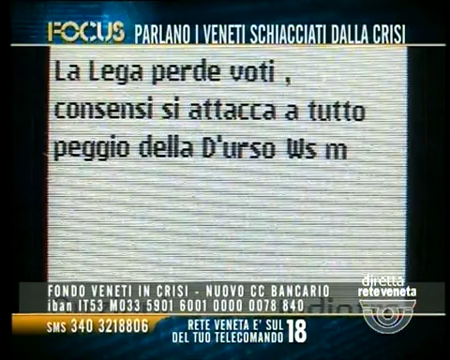 FOCUS PARLANO I VENETI SCHIACCIATI DALLA CRISI
La Lega perde voti ,
consensi si attacca a tutto
peggio della D'urso Ws m
diretta
reteveneta
FONDO VENETI IN CRISI - NUOVO CC BANCARIO
iban IT53 M033 5901 6001 0000 0078 840
SMS 340 3218806
RETE VENETA E' SUL
DEL TUO TELECOMANDO 18